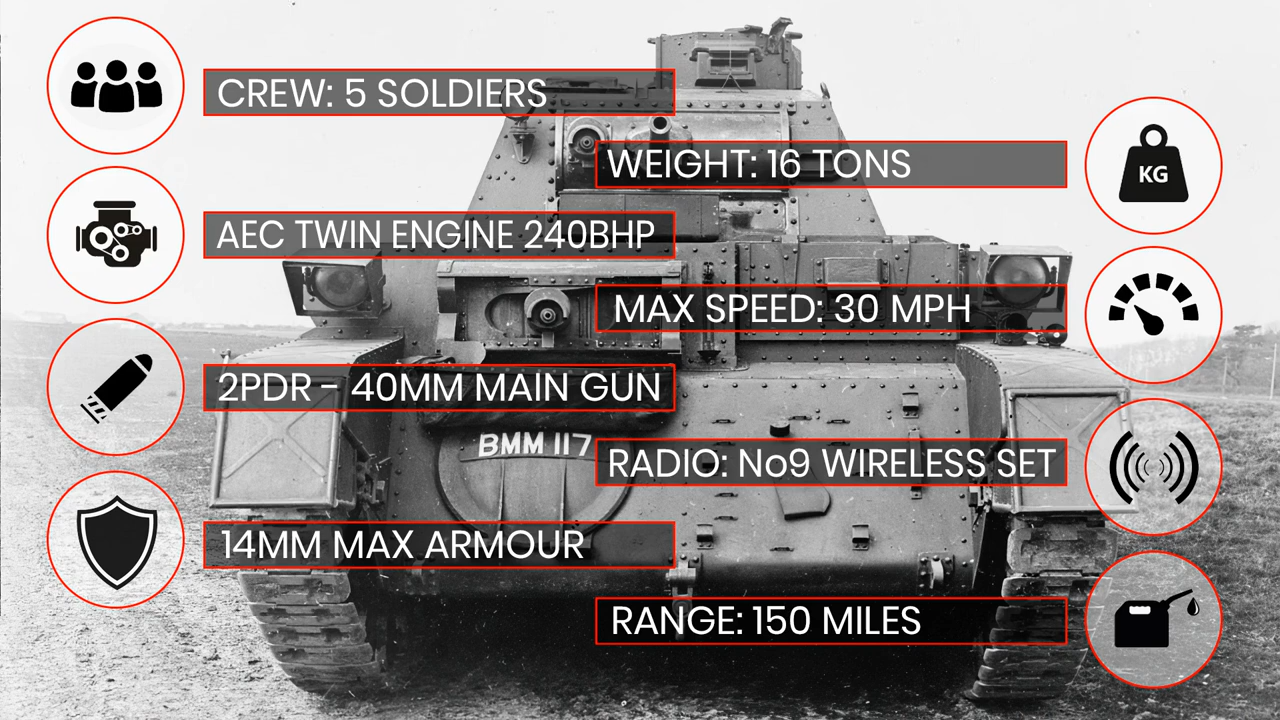 CREW: 5 SOLDIERS
AEC TWIN ENGINE 240BHP
2PDR - 40MM MAIN GUN
14MM MAX ARMOUR
WEIGHT: 16 TONS
KG
MAX SPEED: 30 MPH
RADIO: No9 WIRELESS SET
RANGE: 150 MILES
BMM 117